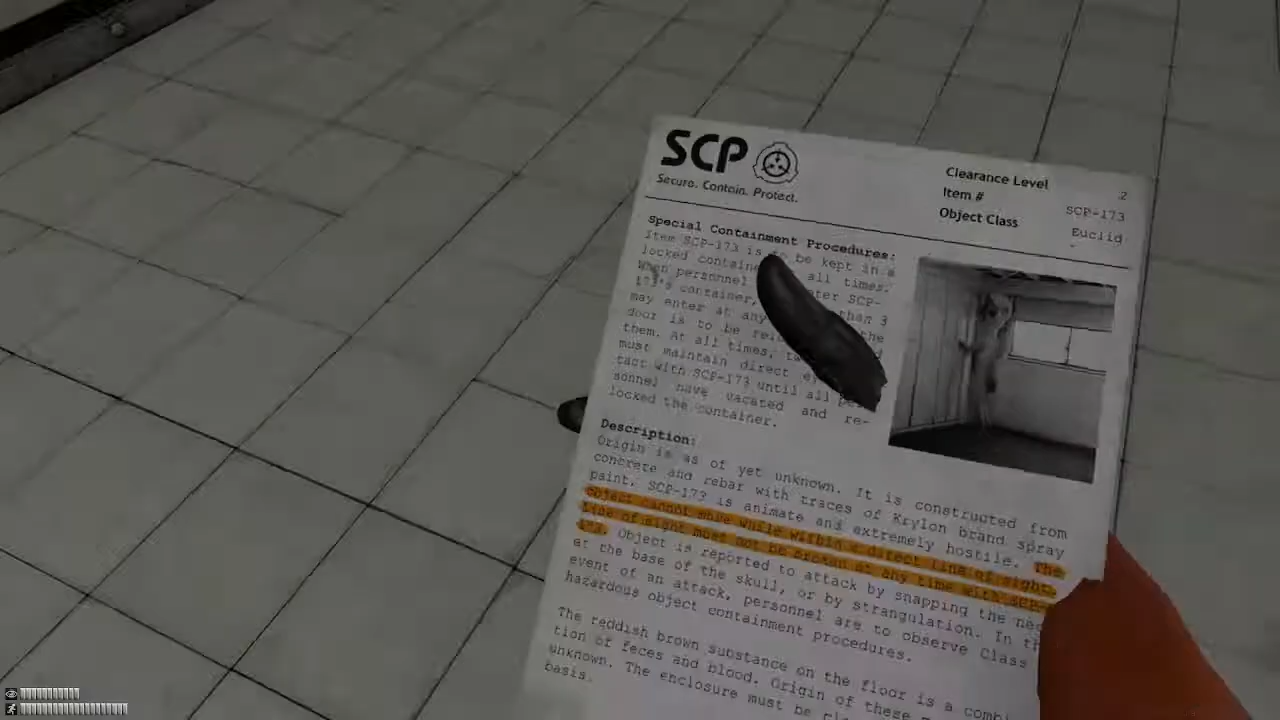 SCP
Secure. Contain. Protect.
Clearance Level 2
Item # SCP-173
Object Class Euclid
Special Containment Procedures:
Item SCP-173 is to be kept in a
locked container all times.
When personnel SCP-
173's container, than 3
may enter at any the
door is to be
them. At all times,
must maintain direct
tact with SCP-173 until all
sonnel have vacated and re-
locked the container.
Description:
Origin is as of yet unknown. It is constructed from
concrete and rebar with traces of Krylon brand spray
paint. SCP-173 is animate and extremely hostile. The
object cannot move while within a direct line of sight.
Line of sight must not be broken at any time with SCP-
173. Object is reported to attack by snapping the
at the base of the skull, or by strangulation. In
event of an attack, personnel are to observe Class
hazardous object containment procedures.
The reddish brown substance on the floor is a
tion of feces and blood. Origin of these
unknown. The enclosure must be
basis.